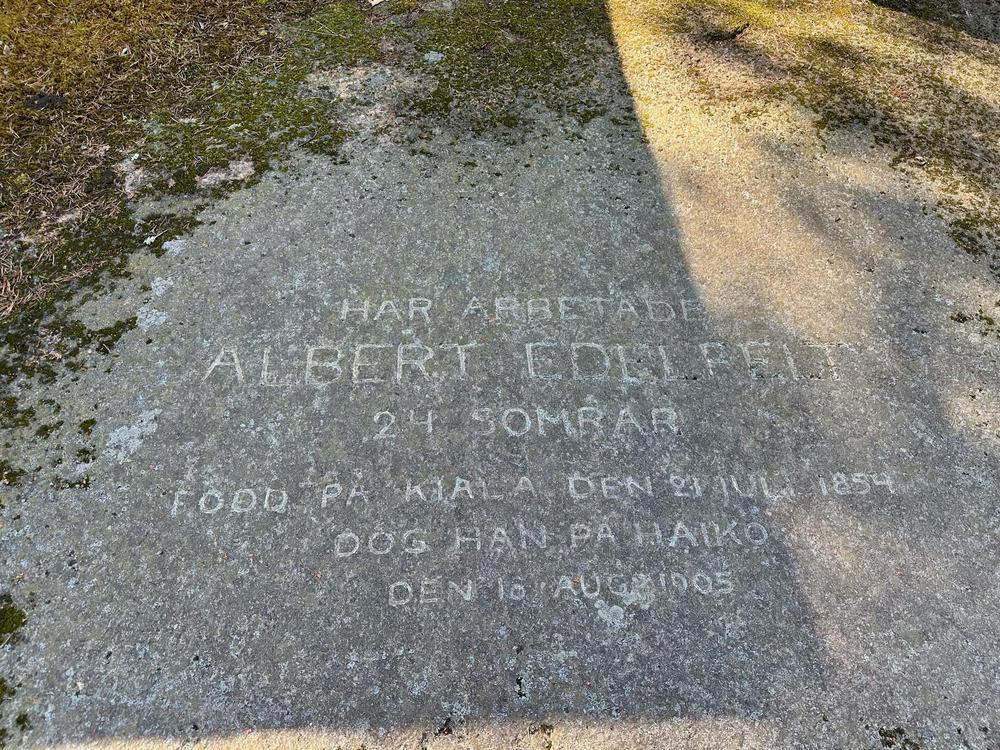 HÄR ARBETADE
ALBERT EDELFELT
24 SOMRAR
FÖDD PÅ KIALA DEN 21 JULI 1854
DOG HAN PÅ HAIKO
DEN 18 AUG. 1905